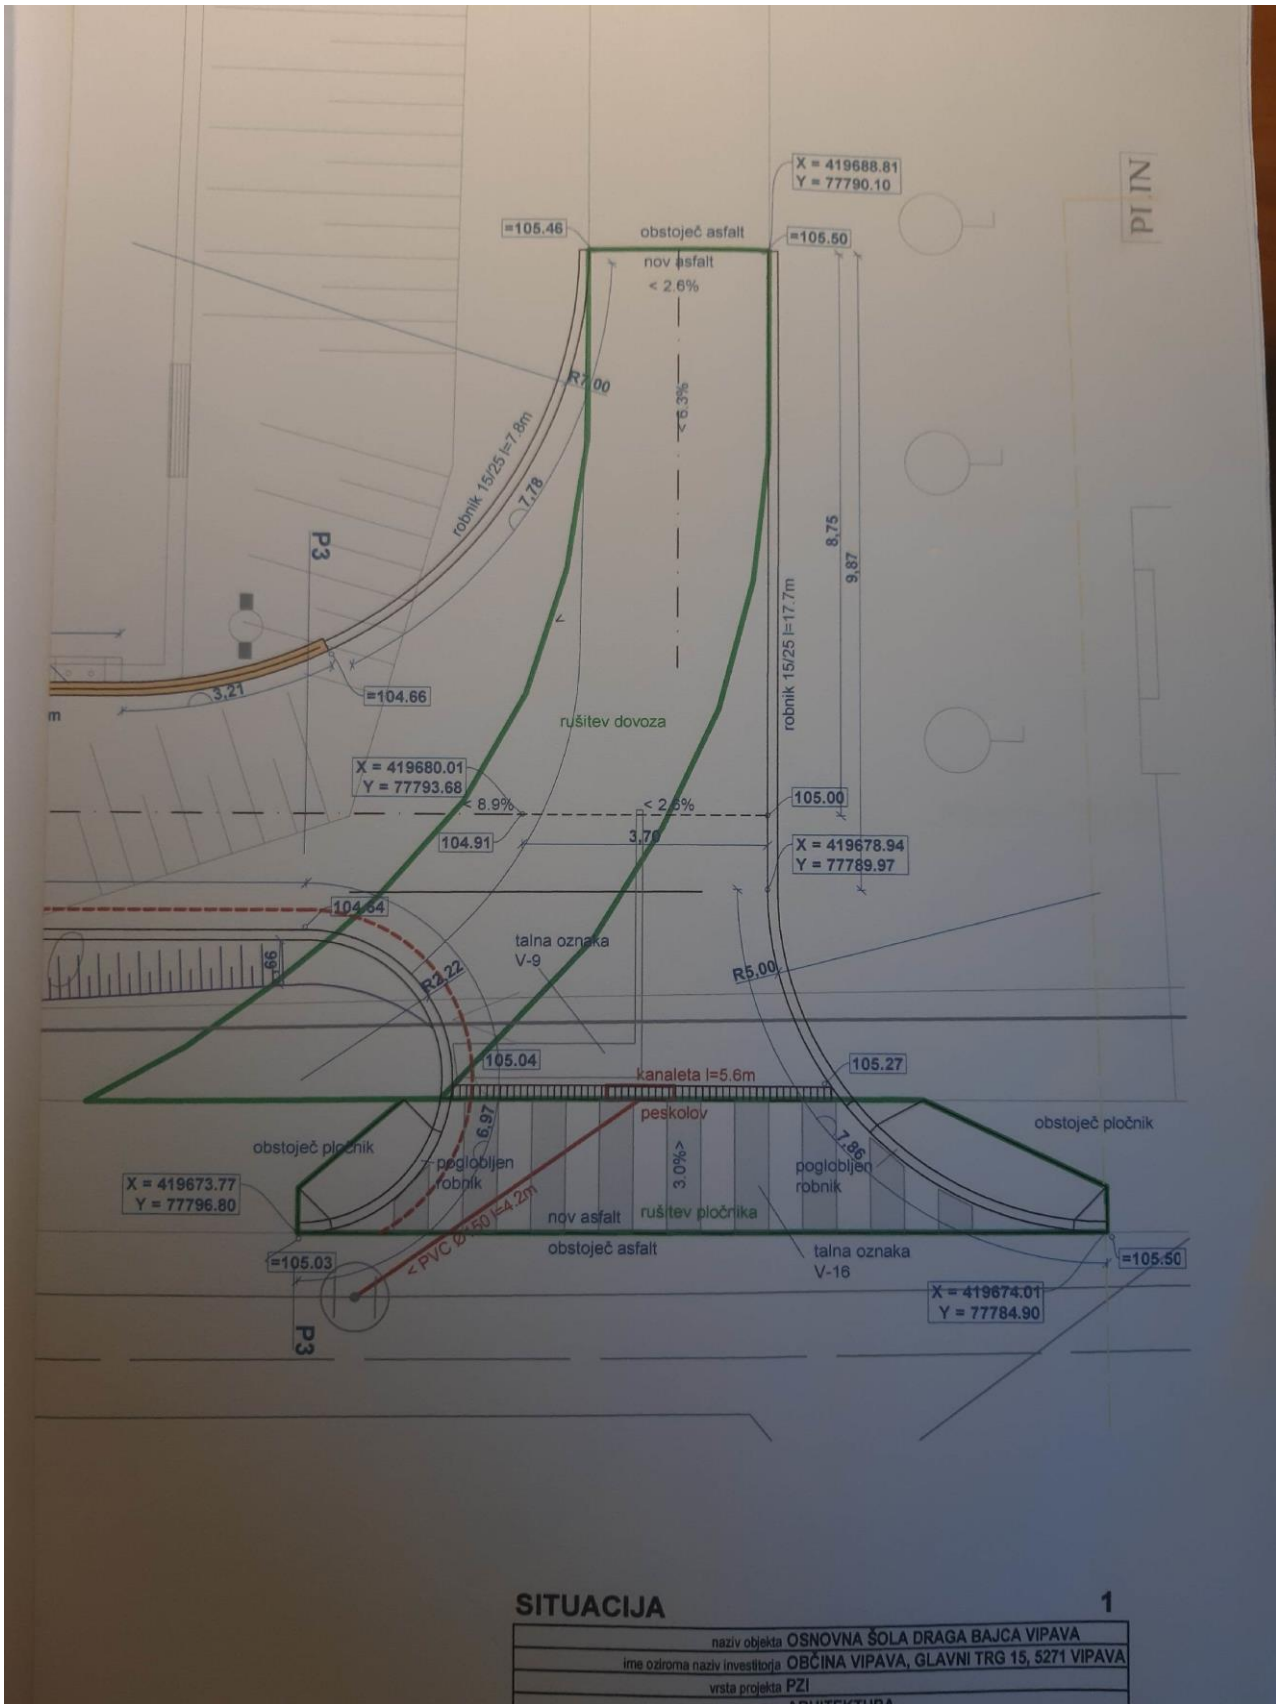 X = 419688.81
Y = 77790.10
PLIN
=105.46
obstoječ asfalt
=105.50
nov asfalt
< 2.6%
R7,00
< 6.3%
robnik 15/25 l=7.8m
7,78
P3
8,75
9,87
robnik 15/25 l=17.7m
3,21
=104.66
m
rušitev dovoza
X = 419680.01
Y = 77793.68
< 8.9%
< 2.6%
105.00
104.91
3,70
X = 419678.94
Y = 77789.97
104.64
talna oznaka
V-9
,66
R2,22
R5,00
105.04
105.27
kanaleta l=5.6m
peskolov
6,97
7,86
obstoječ pločnik
obstoječ pločnik
3.0%>
poglobljen
robnik
poglobljen
robnik
X = 419673.77
Y = 77796.80
< PVC Ø150 l=4.2m
nov asfalt
rušitev pločnika
obstoječ asfalt
talna oznaka
V-16
=105.03
=105.50
X = 419674.01
Y = 77784.90
P3
SITUACIJA
1
naziv objekta OSNOVNA ŠOLA DRAGA BAJCA VIPAVA
ime oziroma naziv investitorja OBČINA VIPAVA, GLAVNI TRG 15, 5271 VIPAVA
vrsta projekta PZI
ARHITEKTURA